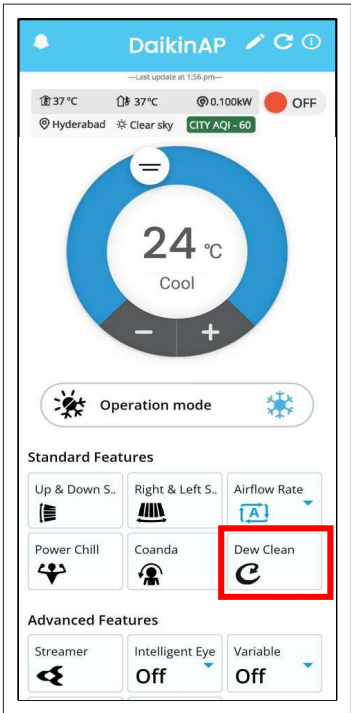 DaikinAP
---Last update at 1:56 pm---
37 °C 37 °C 0.100kW OFF
Hyderabad Clear sky CITY AQI - 60
24 °C
Cool
− +
Operation mode
Standard Features
Up & Down S.. Right & Left S.. Airflow Rate
A
Power Chill Coanda Dew Clean
Advanced Features
Streamer Intelligent Eye Variable
Off Off